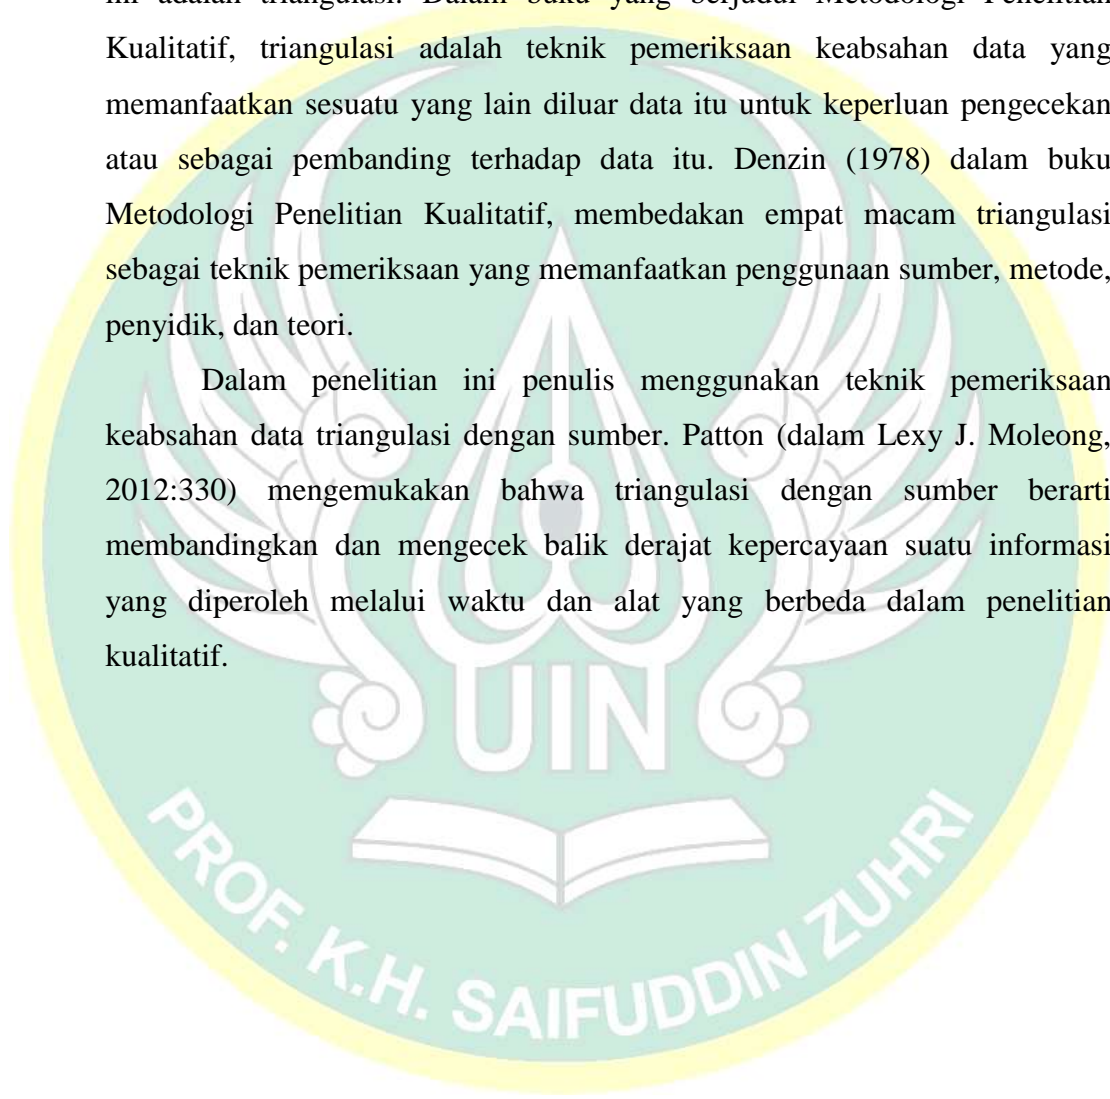 ini adalah triangulasi. Dalam buku yang berjudul Metodologi Penelitian
Kualitatif, triangulasi adalah teknik pemeriksaan keabsahan data yang
memanfaatkan sesuatu yang lain diluar data itu untuk keperluan pengecekan
atau sebagai pembanding terhadap data itu. Denzin (1978) dalam buku
Metodologi Penelitian Kualitatif, membedakan empat macam triangulasi
sebagai teknik pemeriksaan yang memanfaatkan penggunaan sumber, metode,
penyidik, dan teori.
Dalam penelitian ini penulis menggunakan teknik pemeriksaan
keabsahan data triangulasi dengan sumber. Patton (dalam Lexy J. Moleong,
2012:330) mengemukakan bahwa triangulasi dengan sumber berarti
membandingkan dan mengecek balik derajat kepercayaan suatu informasi
yang diperoleh melalui waktu dan alat yang berbeda dalam penelitian
kualitatif.
UIN
PROF. K.H. SAIFUDDIN ZUHRI